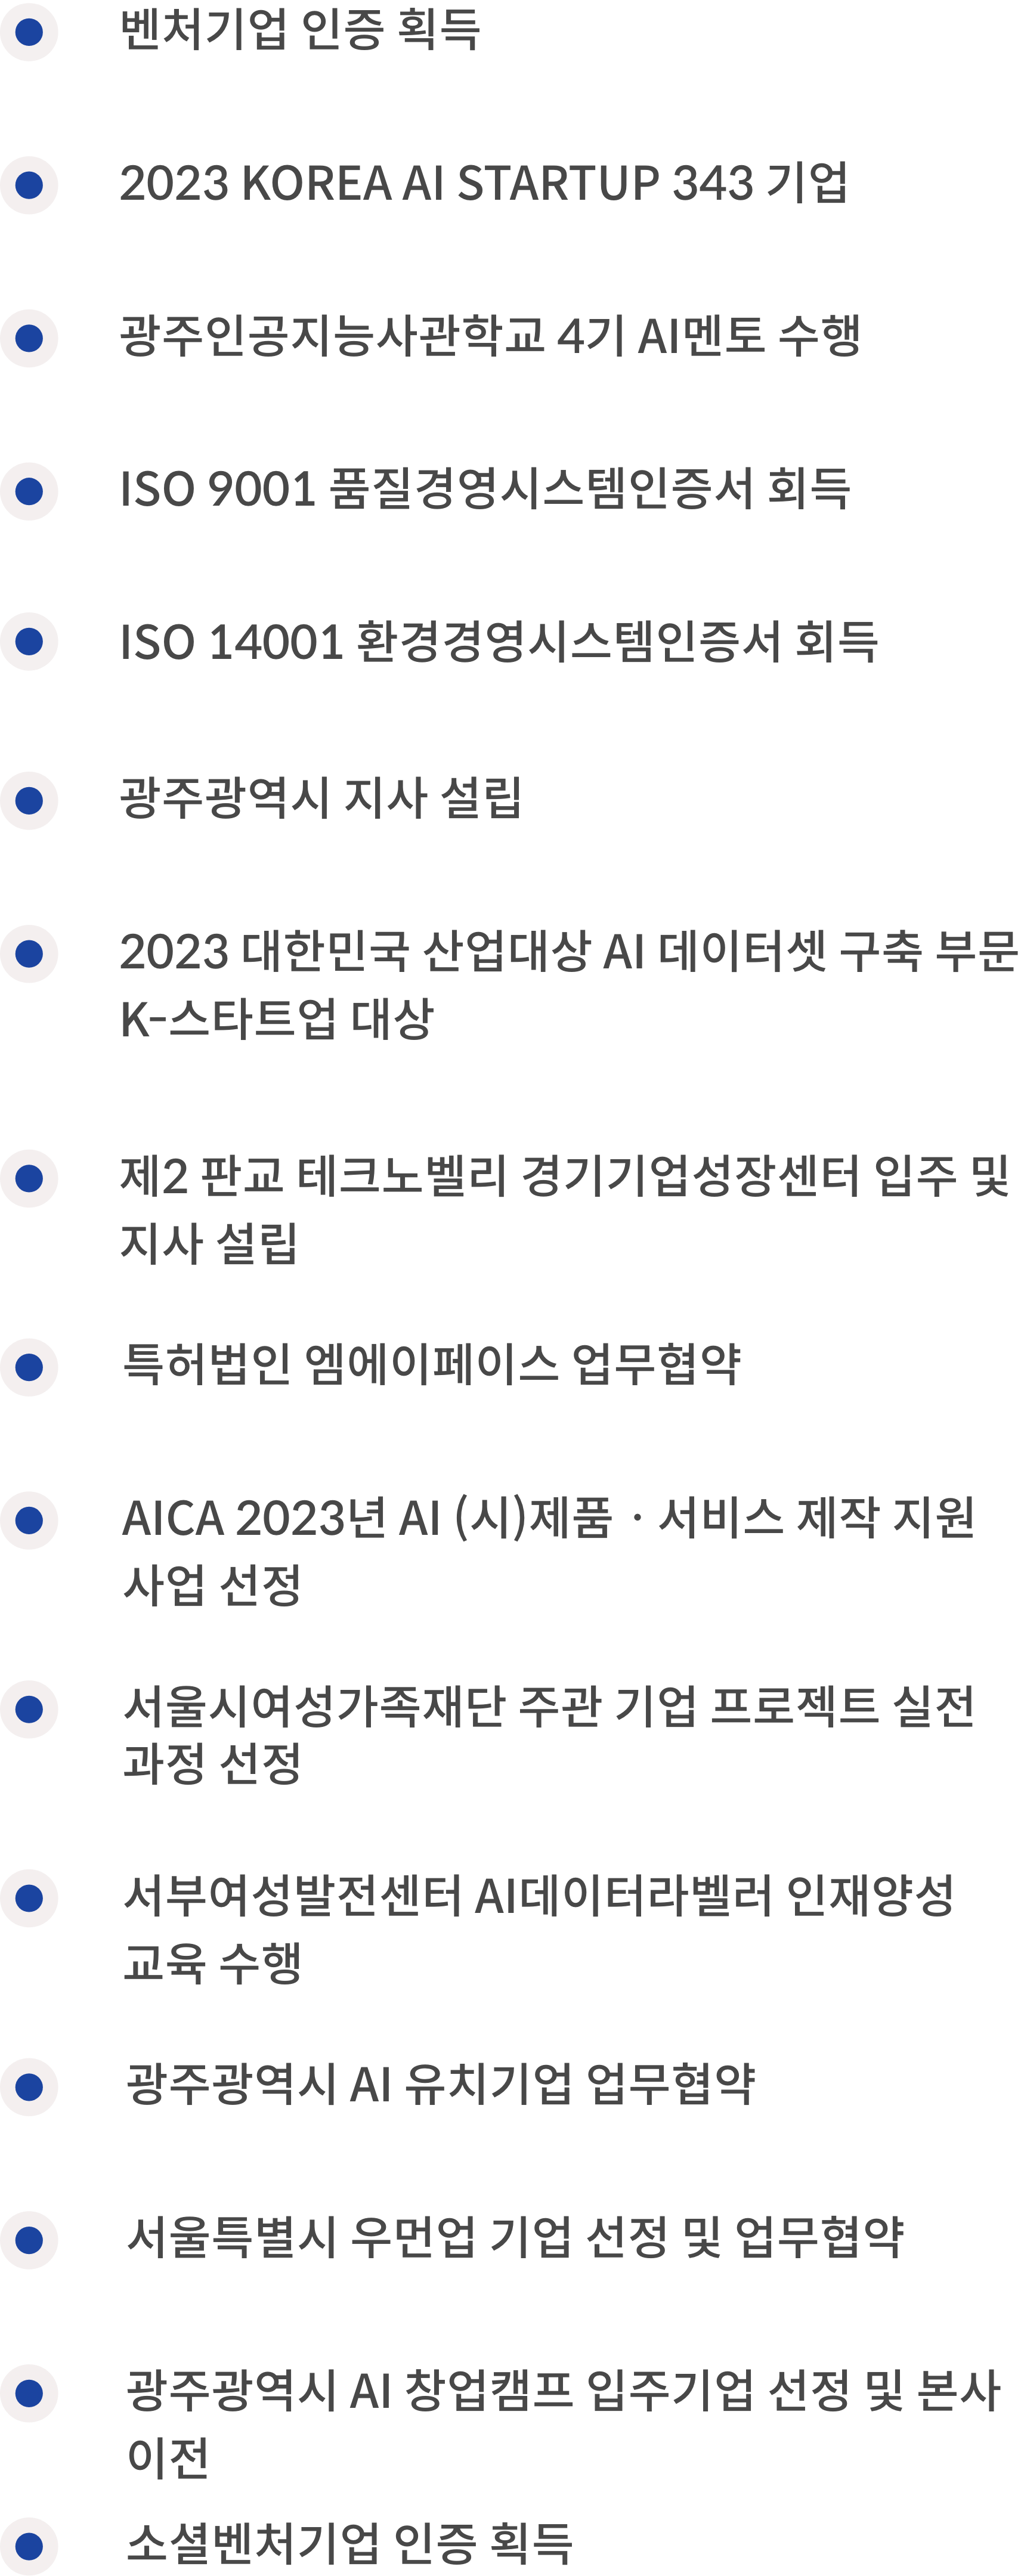 벤처기업 인증 획득
2023 KOREA AI STARTUP 343 기업
광주인공지능사관학교 4기 AI멘토 수행
ISO 9001 품질경영시스템인증서 회득
ISO 14001 환경경영시스템인증서 회득
광주광역시 지사 설립
2023 대한민국 산업대상 AI 데이터셋 구축 부문
K-스타트업 대상
제2 판교 테크노벨리 경기기업성장센터 입주 및
지사 설립
특허법인 엠에이페이스 업무협약
AICA 2023년 AI (시)제품 · 서비스 제작 지원
사업 선정
서울시여성가족재단 주관 기업 프로젝트 실전
과정 선정
서부여성발전센터 AI데이터라벨러 인재양성
교육 수행
광주광역시 AI 유치기업 업무협약
서울특별시 우먼업 기업 선정 및 업무협약
광주광역시 AI 창업캠프 입주기업 선정 및 본사
이전
소셜벤처기업 인증 획득